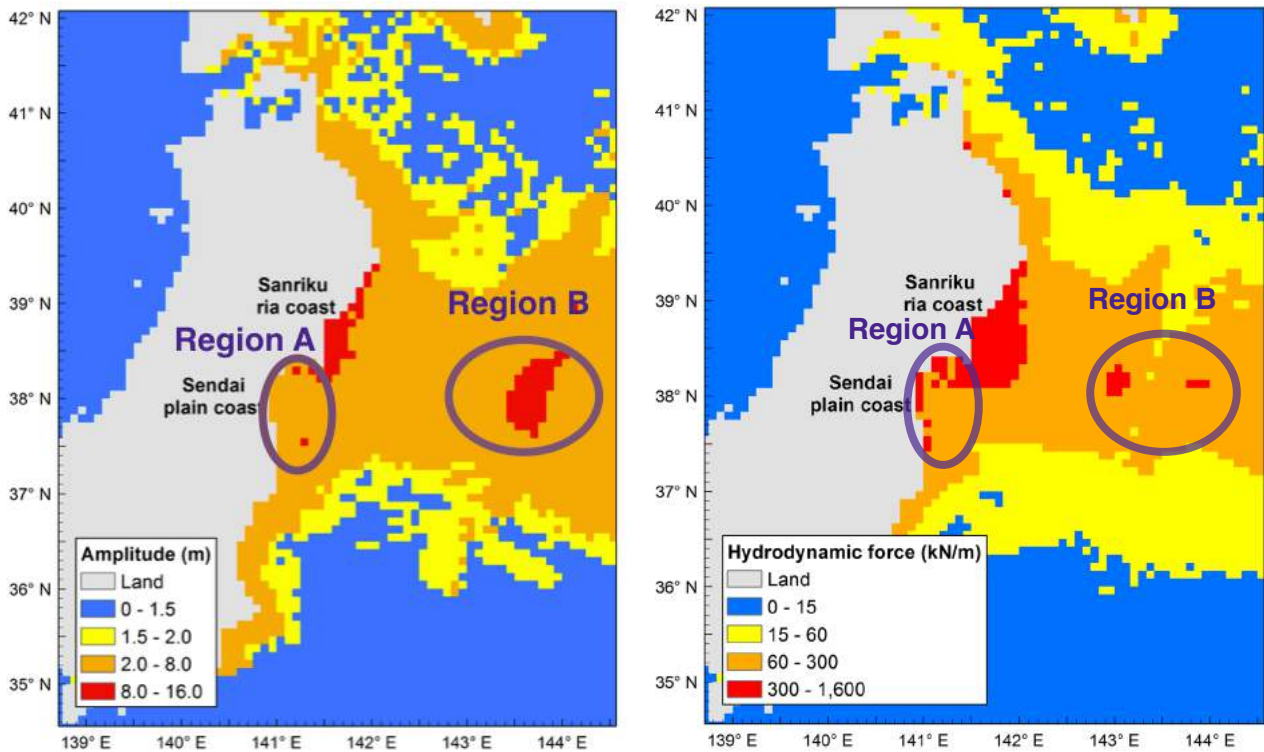 42° N
41° N
40° N
39° N
38° N
37° N
36° N
35° N
Sanriku
ria coast
Region B
Region A
Sendai
plain coast
Amplitude (m)
Land
0 - 1.5
1.5 - 2.0
2.0 - 8.0
8.0 - 16.0
139° E
140° E
141° E
142° E
143° E
144° E
42° N
41° N
40° N
39° N
38° N
37° N
36° N
35° N
Sanriku
ria coast
Region B
Region A
Sendai
plain coast
Hydrodynamic force (kN/m)
Land
0 - 15
15 - 60
60 - 300
300 - 1,600
139° E
140° E
141° E
142° E
143° E
144° E